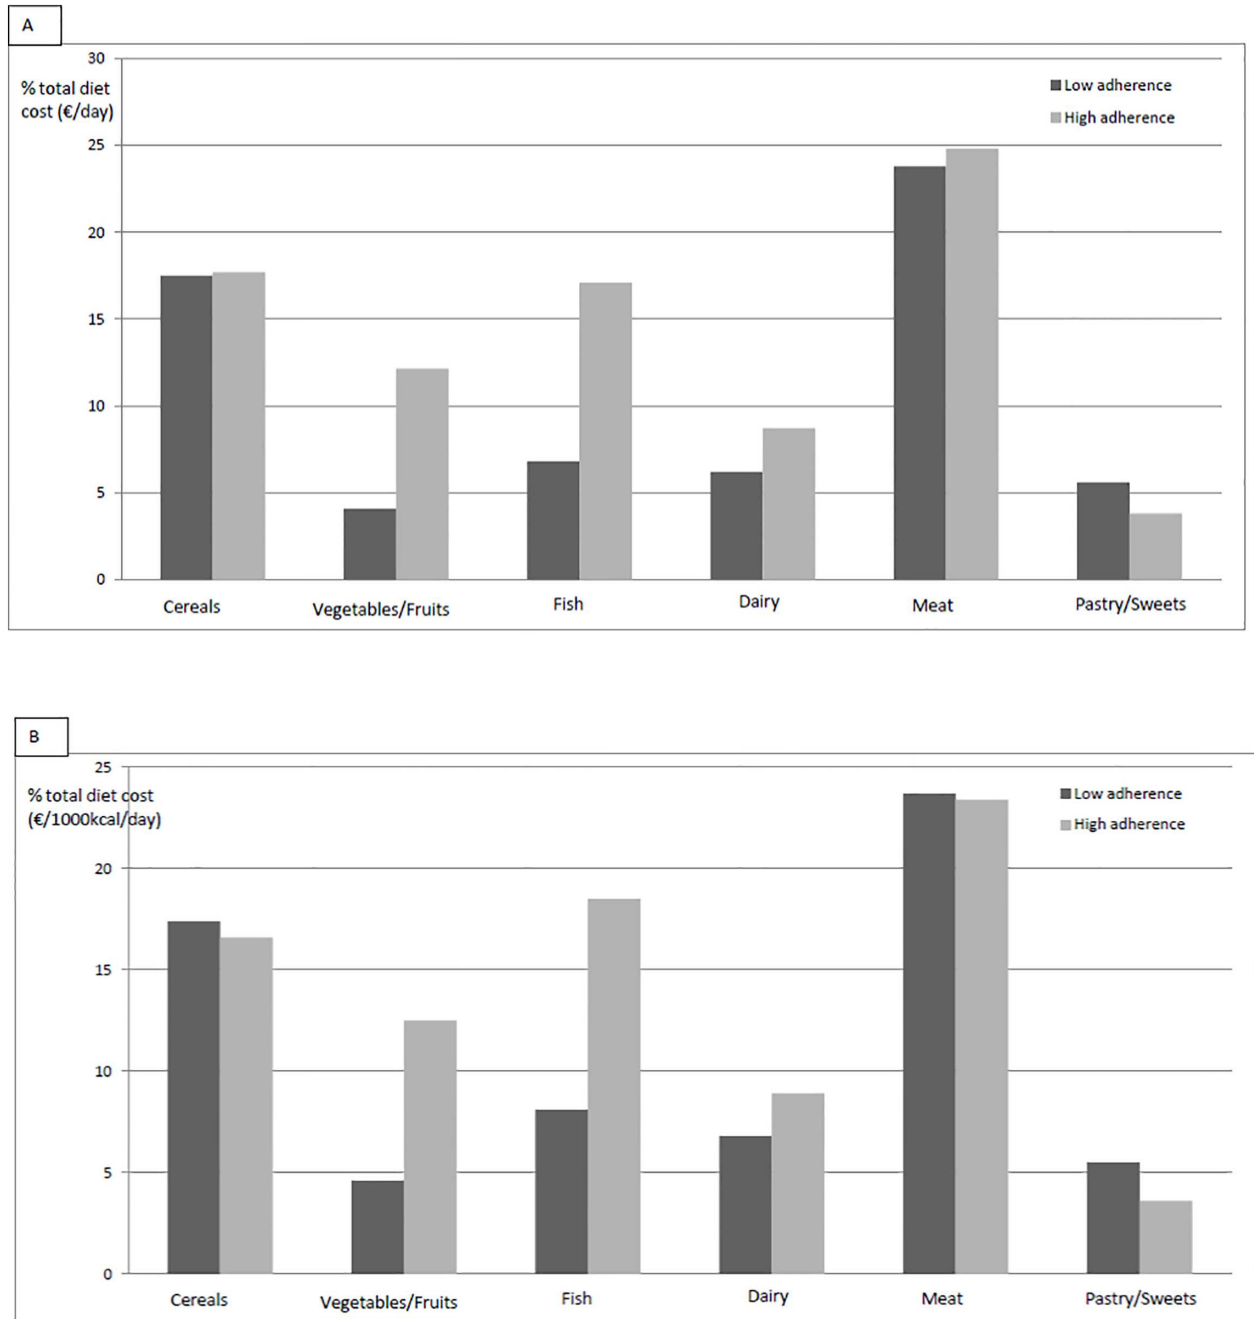 A
30
% total diet
cost (€/day)
Low adherence
High adherence
25
20
15
10
5
0
Cereals
Vegetables/Fruits
Fish
Dairy
Meat
Pastry/Sweets
B
25
% total diet cost
(€/1000kcal/day)
Low adherence
High adherence
20
15
10
5
0
Cereals
Vegetables/Fruits
Fish
Dairy
Meat
Pastry/Sweets